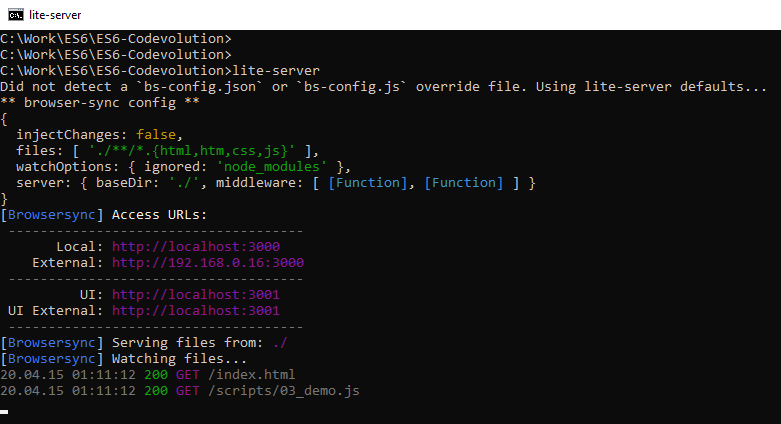 lite-server
C:\Work\ES6\ES6-Codevolution>
C:\Work\ES6\ES6-Codevolution>
C:\Work\ES6\ES6-Codevolution>lite-server
Did not detect a `bs-config.json` or `bs-config.js` override file. Using lite-server defaults...
** browser-sync config **
{
  injectChanges: false,
  files: [ './**/*.{html,htm,css,js}' ],
  watchOptions: { ignored: 'node_modules' },
  server: { baseDir: './', middleware: [ [Function], [Function] ] }
}
[Browsersync] Access URLs:
 -------------------------------------
       Local: http://localhost:3000
    External: http://192.168.0.16:3000
 -------------------------------------
          UI: http://localhost:3001
 UI External: http://localhost:3001
 -------------------------------------
[Browsersync] Serving files from: ./
[Browsersync] Watching files...
20.04.15 01:11:12 200 GET /index.html
20.04.15 01:11:12 200 GET /scripts/03_demo.js